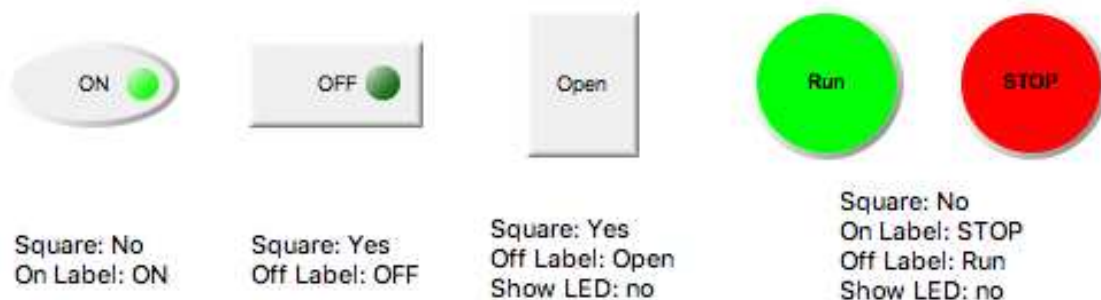 ON
OFF
Open
Run
STOP
Square: No
On Label: ON
Square: Yes
Off Label: OFF
Square: Yes
Off Label: Open
Show LED: no
Square: No
On Label: STOP
Off Label: Run
Show LED: no